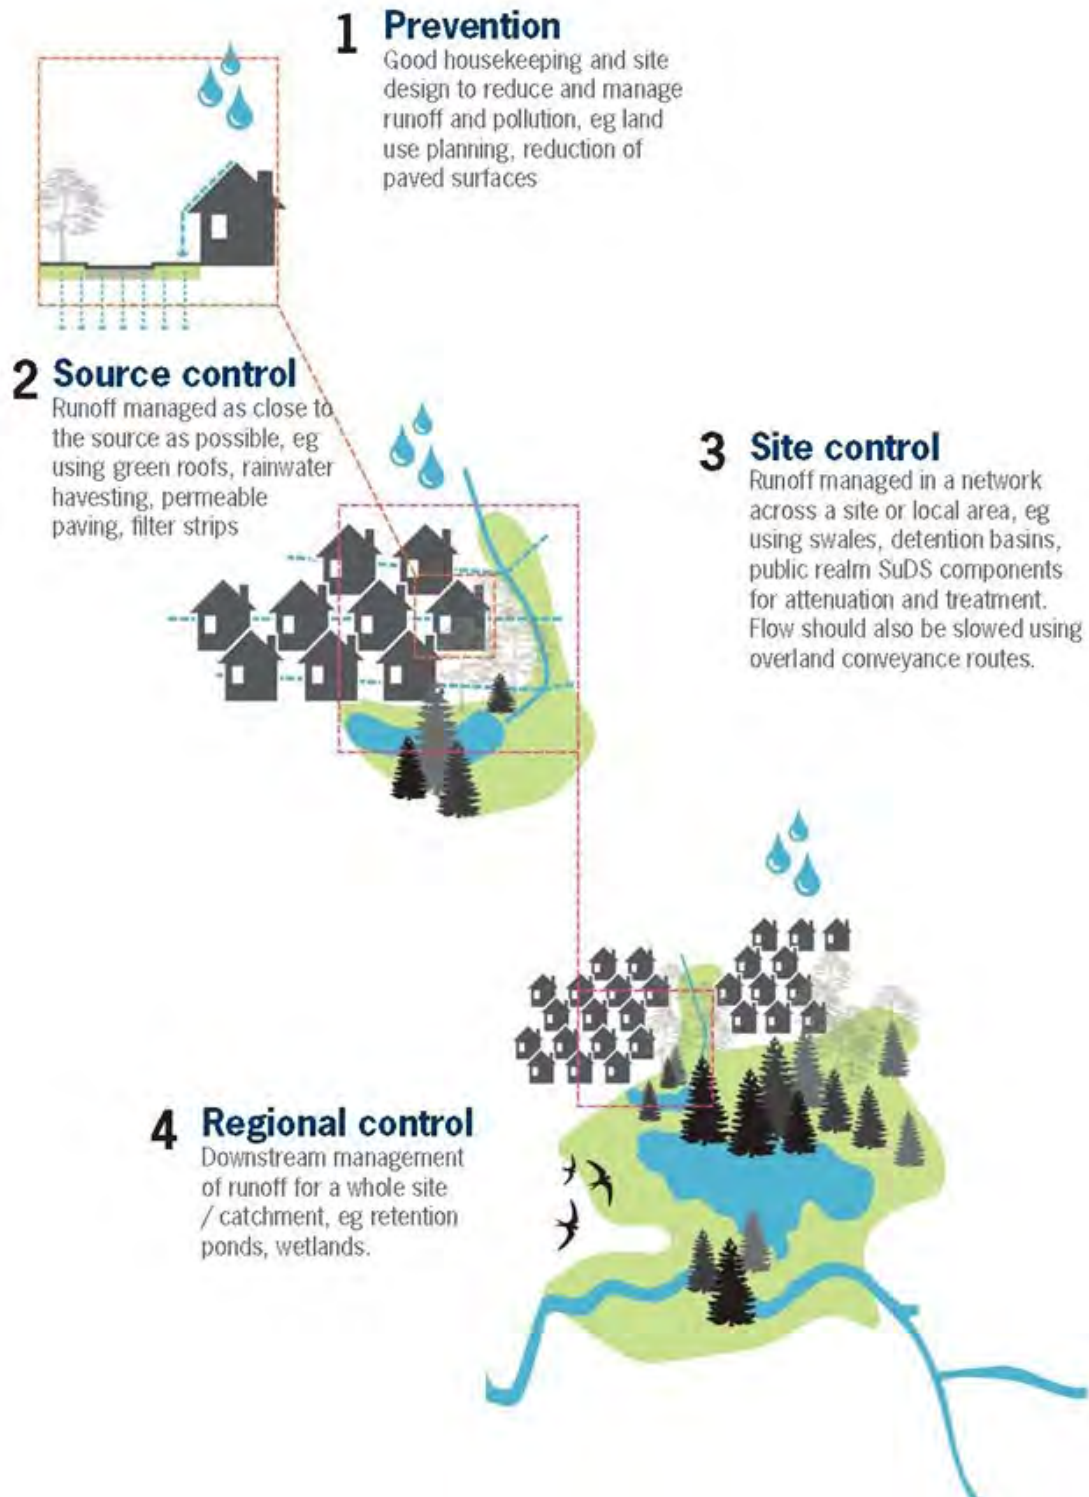 1 Prevention
Good housekeeping and site
design to reduce and manage
runoff and pollution, eg land
use planning, reduction of
paved surfaces
2 Source control
Runoff managed as close to
the source as possible, eg
using green roofs, rainwater
havesting, permeable
paving, filter strips
3 Site control
Runoff managed in a network
across a site or local area, eg
using swales, detention basins,
public realm SuDS components
for attenuation and treatment.
Flow should also be slowed using
overland conveyance routes.
4 Regional control
Downstream management
of runoff for a whole site
/ catchment, eg retention
ponds, wetlands.